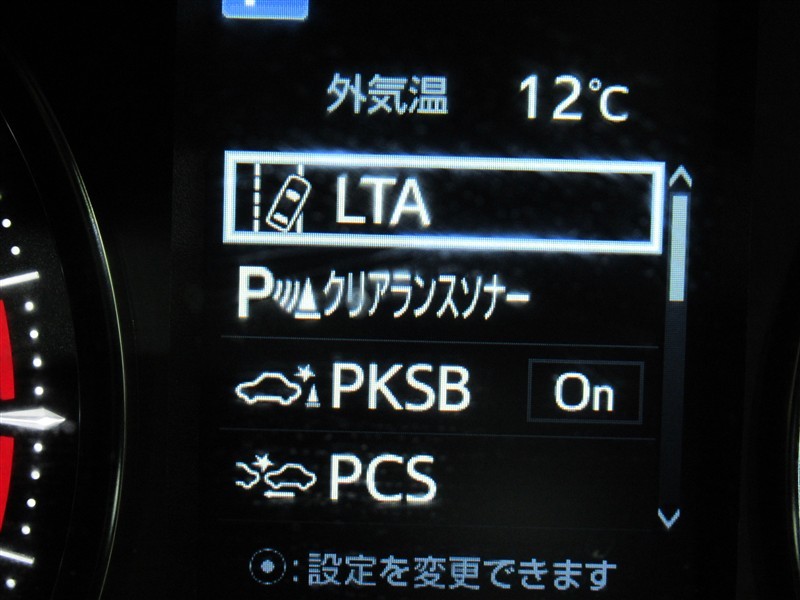 外気温 12℃
LTA
Pクリアランスソナー
PKSB On
PCS
⦿:設定を変更できます